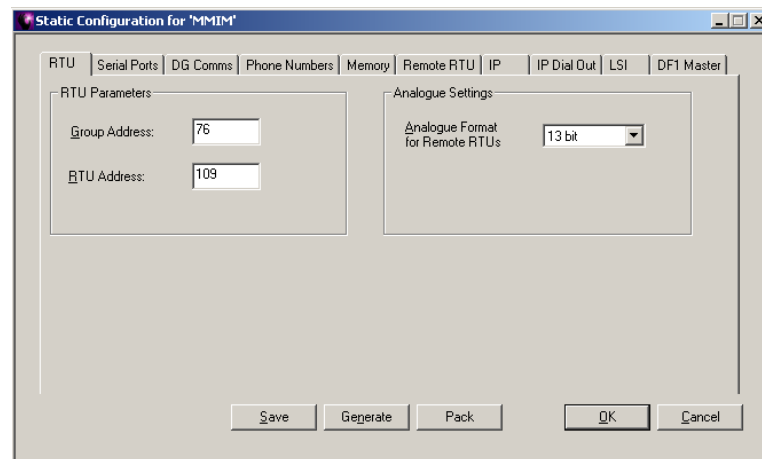 Static Configuration for 'MMIM'
RTU Serial Ports DG Comms Phone Numbers Memory Remote RTU IP IP Dial Out LSI DF1 Master
RTU Parameters
Group Address: 76
RTU Address: 109
Analogue Settings
Analogue Format
for Remote RTUs
13 bit
Save Generate Pack OK Cancel